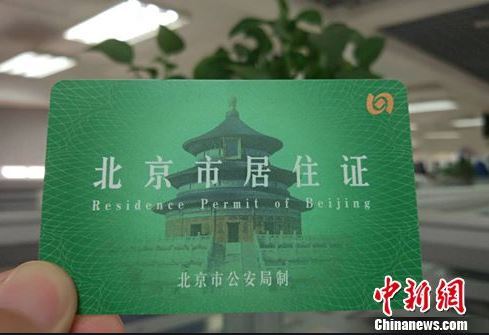 北京市居住证
Residence Permit of Beijing
北京市公安局制
中新网
Chinanews.com